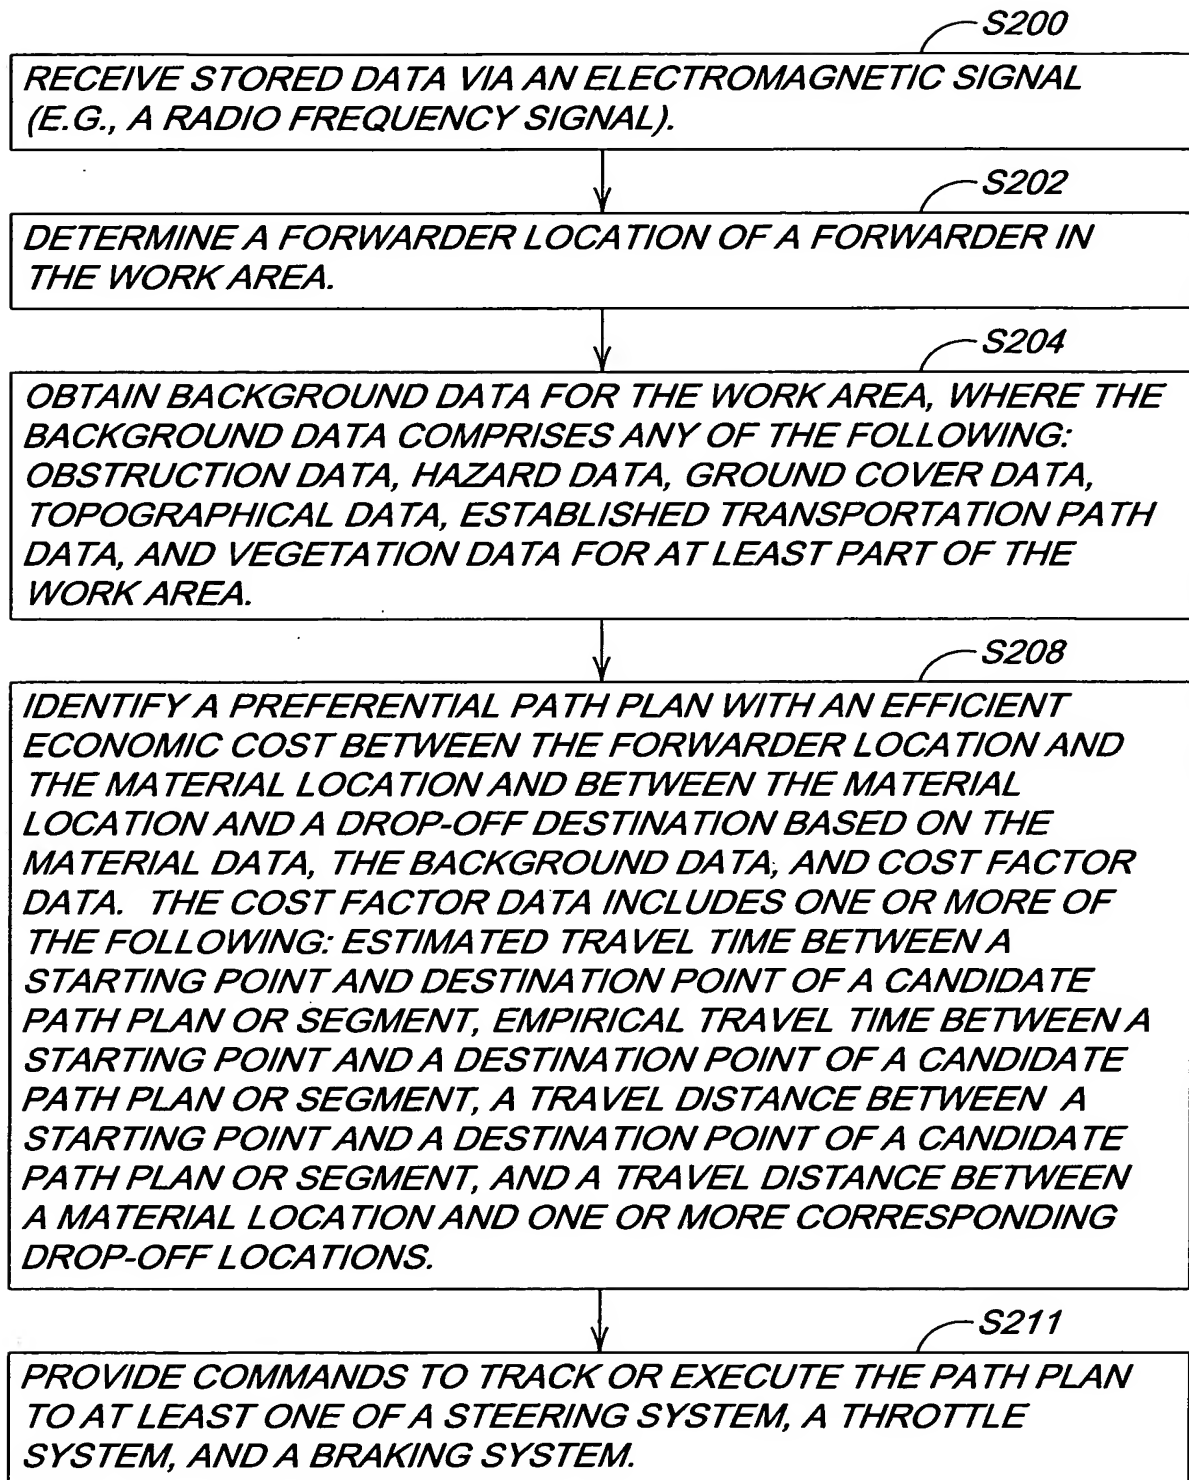 S200
RECEIVE STORED DATA VIA AN ELECTROMAGNETIC SIGNAL
(E.G., A RADIO FREQUENCY SIGNAL).
S202
DETERMINE A FORWARDER LOCATION OF A FORWARDER IN
THE WORK AREA.
S204
OBTAIN BACKGROUND DATA FOR THE WORK AREA, WHERE THE
BACKGROUND DATA COMPRISES ANY OF THE FOLLOWING:
OBSTRUCTION DATA, HAZARD DATA, GROUND COVER DATA,
TOPOGRAPHICAL DATA, ESTABLISHED TRANSPORTATION PATH
DATA, AND VEGETATION DATA FOR AT LEAST PART OF THE
WORK AREA.
S208
IDENTIFY A PREFERENTIAL PATH PLAN WITH AN EFFICIENT
ECONOMIC COST BETWEEN THE FORWARDER LOCATION AND
THE MATERIAL LOCATION AND BETWEEN THE MATERIAL
LOCATION AND A DROP-OFF DESTINATION BASED ON THE
MATERIAL DATA, THE BACKGROUND DATA, AND COST FACTOR
DATA. THE COST FACTOR DATA INCLUDES ONE OR MORE OF
THE FOLLOWING: ESTIMATED TRAVEL TIME BETWEEN A
STARTING POINT AND DESTINATION POINT OF A CANDIDATE
PATH PLAN OR SEGMENT, EMPIRICAL TRAVEL TIME BETWEEN A
STARTING POINT AND A DESTINATION POINT OF A CANDIDATE
PATH PLAN OR SEGMENT, A TRAVEL DISTANCE BETWEEN A
STARTING POINT AND A DESTINATION POINT OF A CANDIDATE
PATH PLAN OR SEGMENT, AND A TRAVEL DISTANCE BETWEEN
A MATERIAL LOCATION AND ONE OR MORE CORRESPONDING
DROP-OFF LOCATIONS.
S211
PROVIDE COMMANDS TO TRACK OR EXECUTE THE PATH PLAN
TO AT LEAST ONE OF A STEERING SYSTEM, A THROTTLE
SYSTEM, AND A BRAKING SYSTEM.